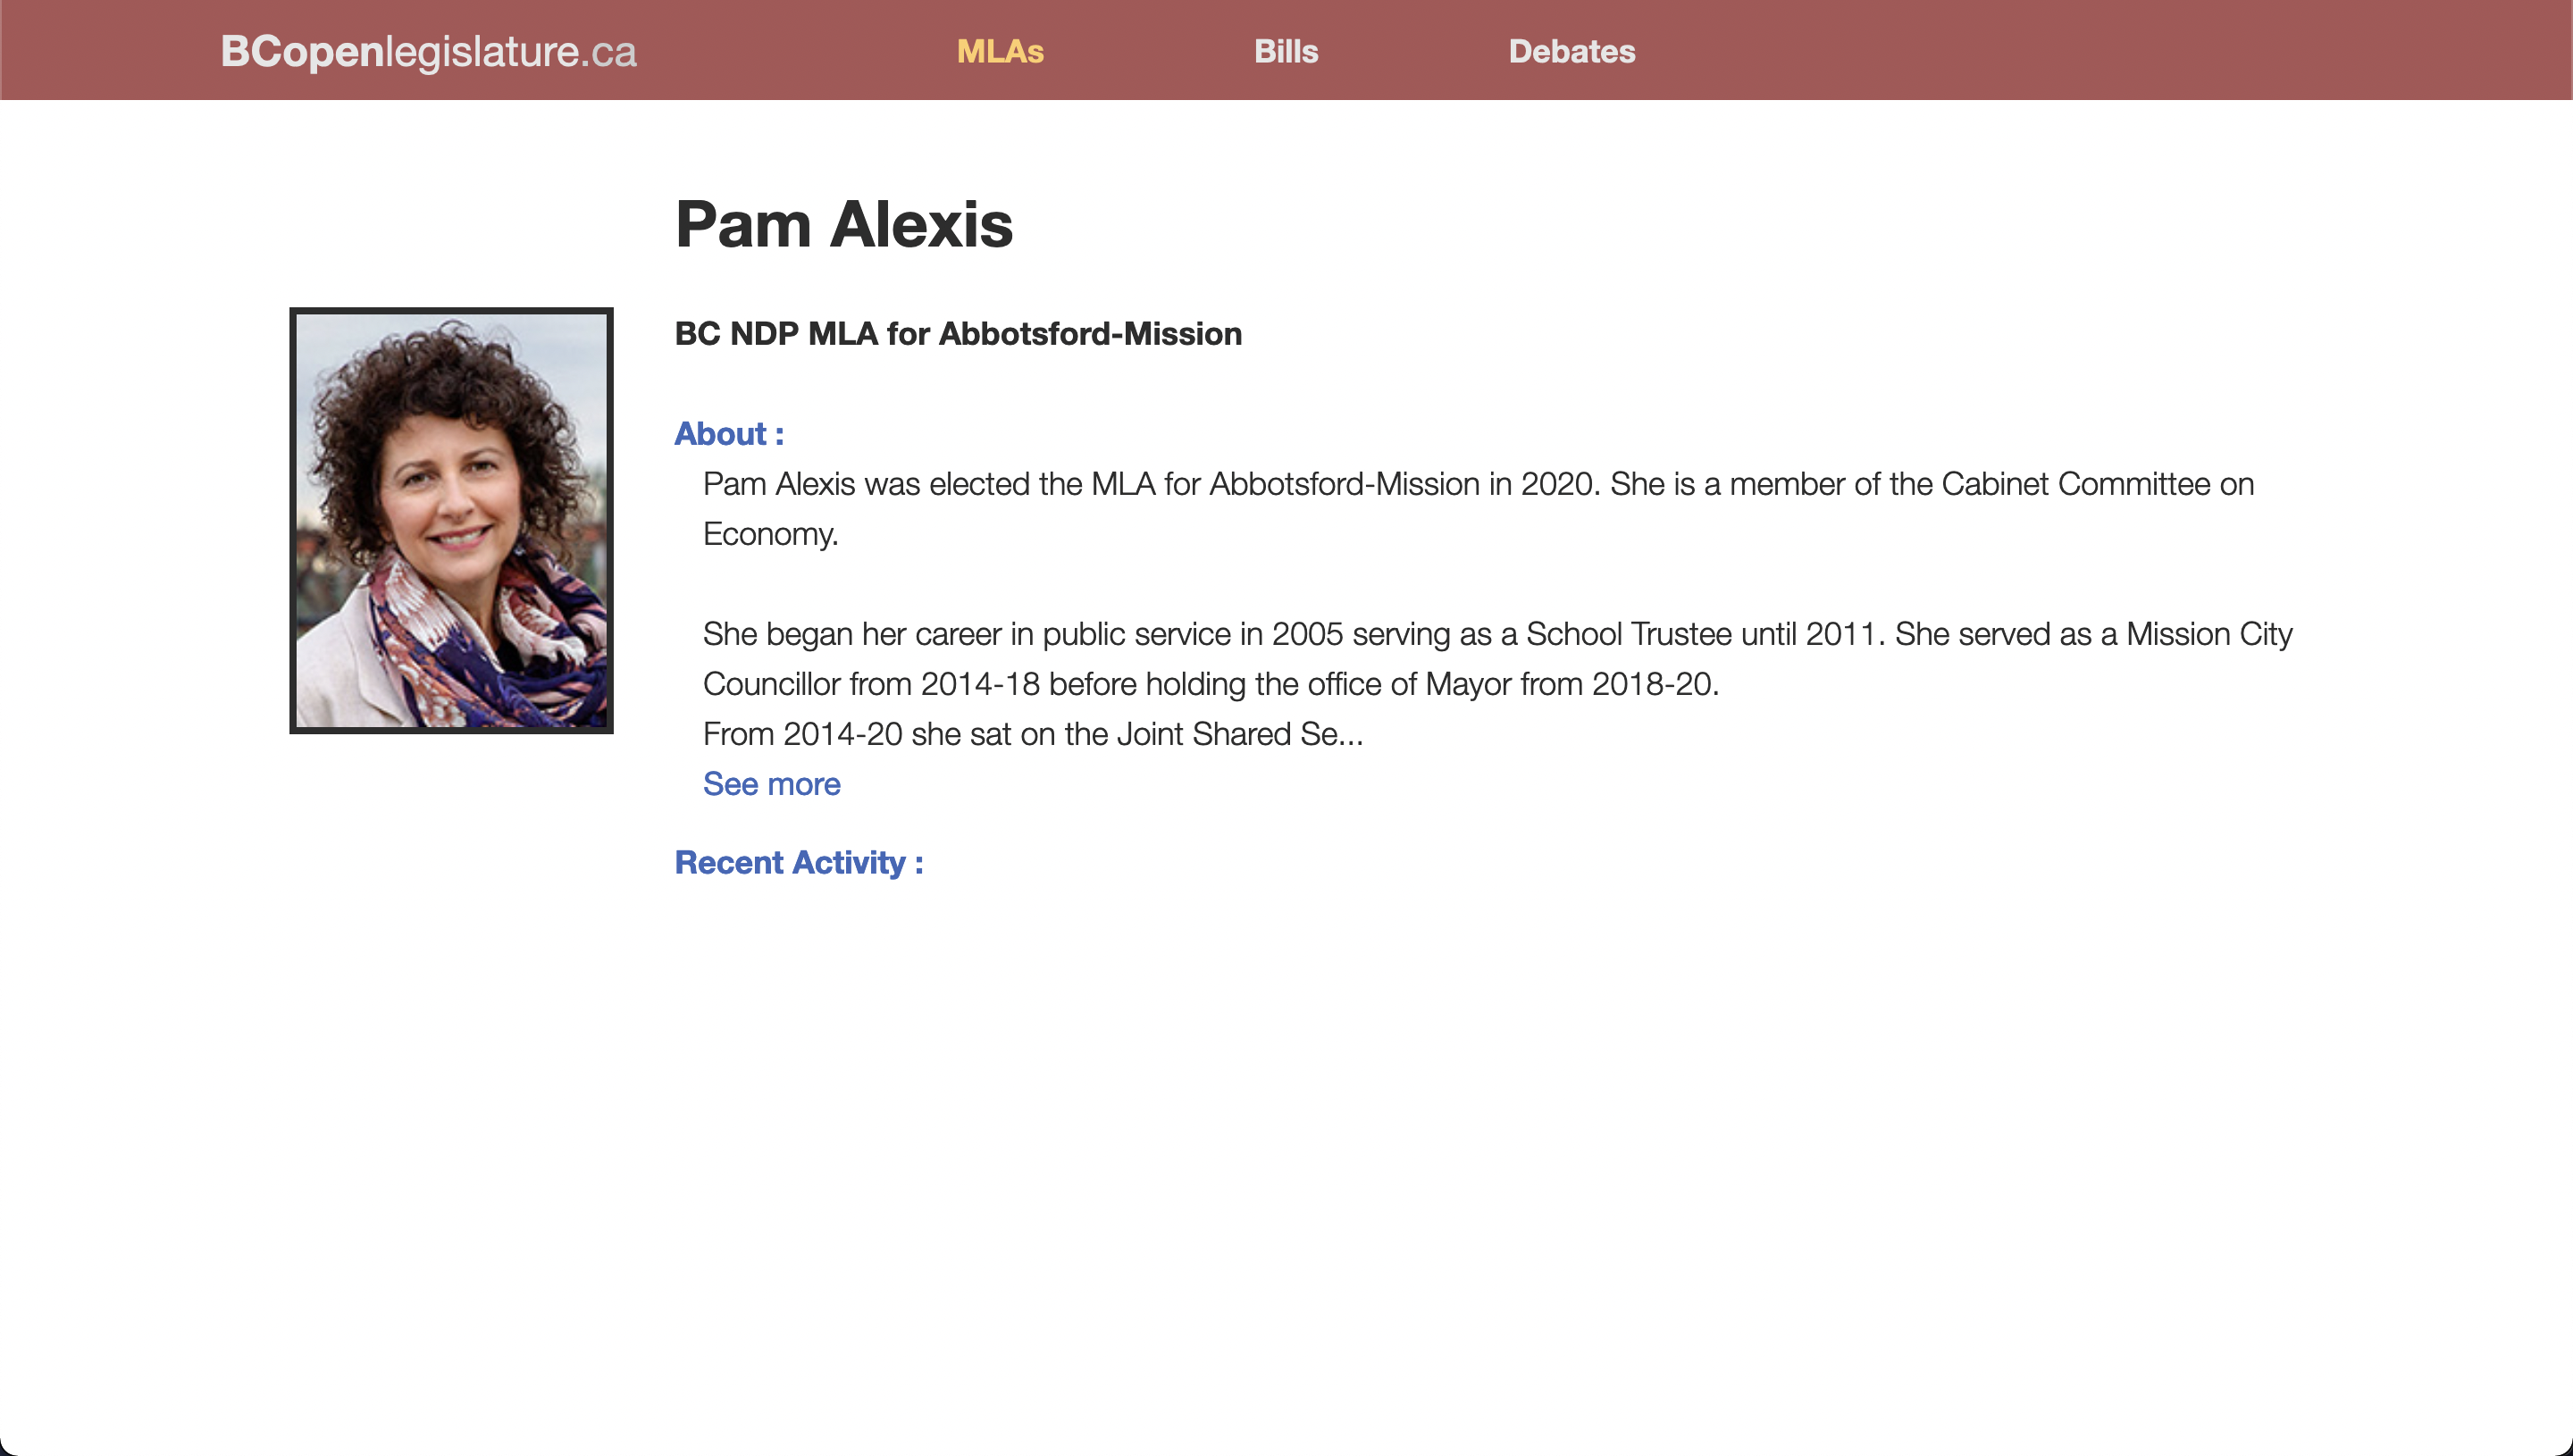 BCopenlegislature.ca
MLAs
Bills
Debates
Pam Alexis
BC NDP MLA for Abbotsford-Mission
About :
Pam Alexis was elected the MLA for Abbotsford-Mission in 2020. She is a member of the Cabinet Committee on
Economy.
She began her career in public service in 2005 serving as a School Trustee until 2011. She served as a Mission City
Councillor from 2014-18 before holding the office of Mayor from 2018-20.
From 2014-20 she sat on the Joint Shared Se...
See more
Recent Activity :